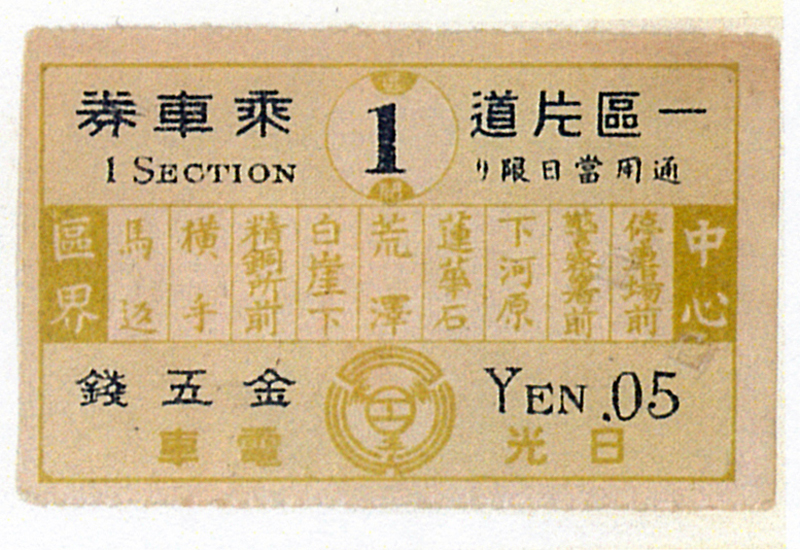 一區片道
1
乘車券
通用當日限り
1 SECTION
中心
停車場前
警察署前
下河原
蓮華石
荒澤
白崖下
精銅所前
横手
馬返
區界
YEN .05
金五錢
日光電車